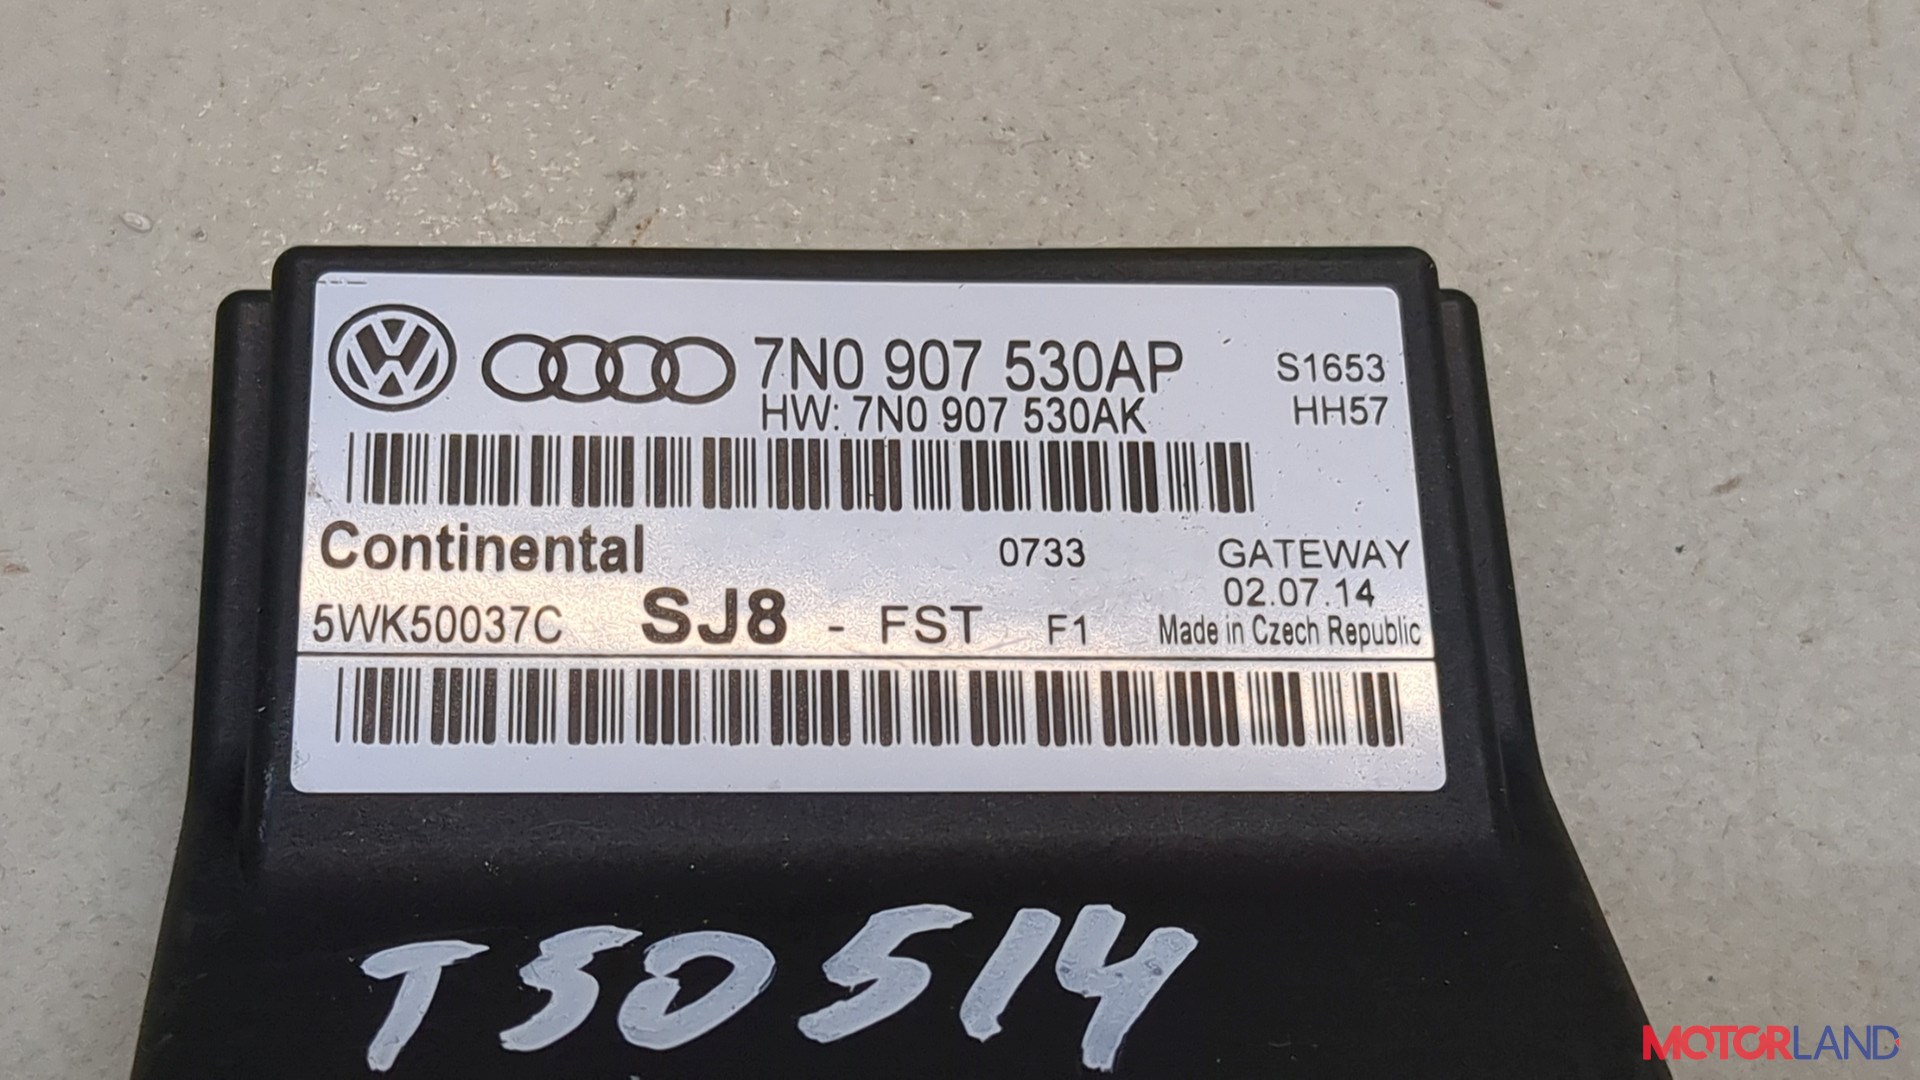 7N0 907 530AP S1653
HW: 7N0 907 530AK HH57
Continental 0733 GATEWAY
02.07.14
5WK50037C SJ8 - FST F1 Made in Czech Republic
T50514
MOTORLAND